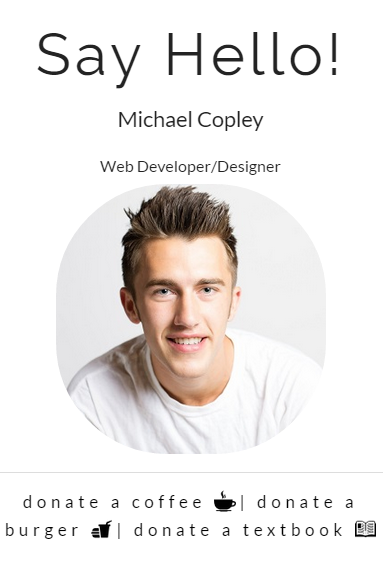 Say Hello!
Michael Copley
Web Developer/Designer
donate a coffee | donate a
burger | donate a textbook